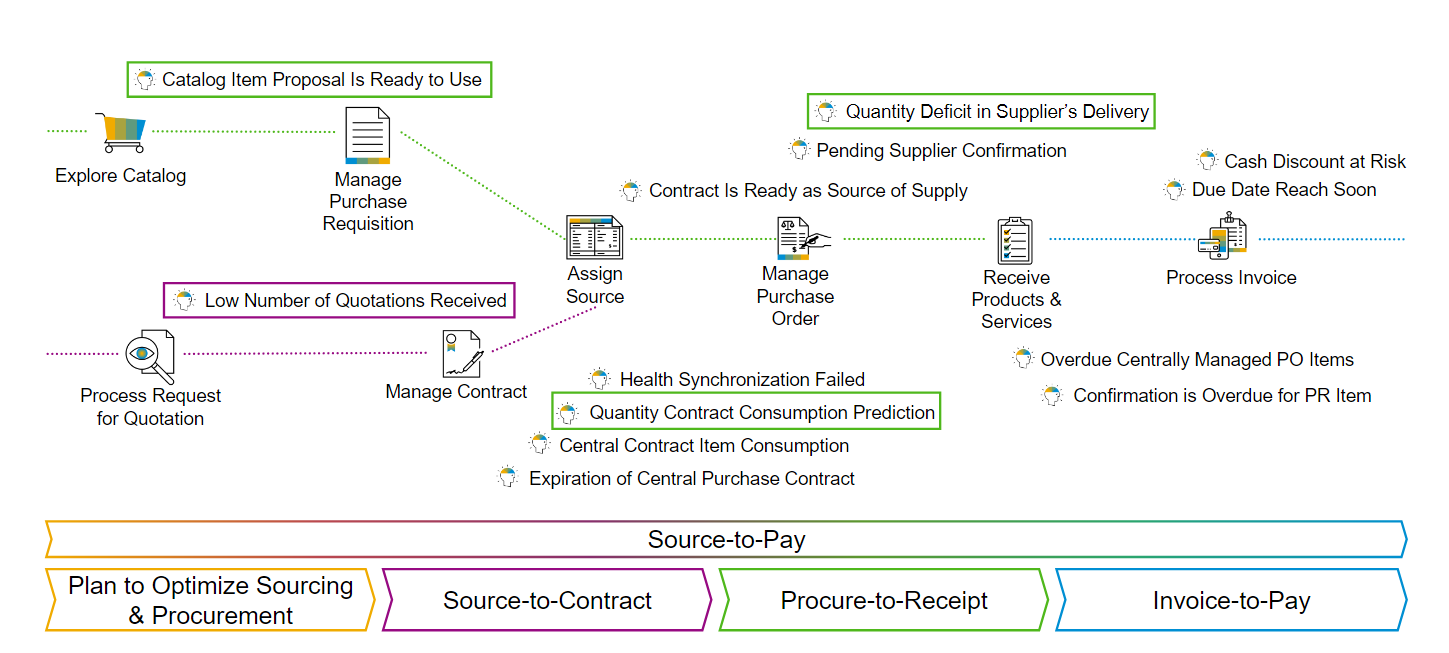 Catalog Item Proposal Is Ready to Use
Explore Catalog
Manage
Purchase
Requisition
Quantity Deficit in Supplier’s Delivery
Pending Supplier Confirmation
Contract Is Ready as Source of Supply
Cash Discount at Risk
Due Date Reach Soon
Assign
Source
Manage
Purchase
Order
Receive
Products &
Services
Process Invoice
Low Number of Quotations Received
Process Request
for Quotation
Manage Contract
Health Synchronization Failed
Quantity Contract Consumption Prediction
Central Contract Item Consumption
Expiration of Central Purchase Contract
Overdue Centrally Managed PO Items
Confirmation is Overdue for PR Item
Source-to-Pay
Plan to Optimize Sourcing
& Procurement
Source-to-Contract
Procure-to-Receipt
Invoice-to-Pay